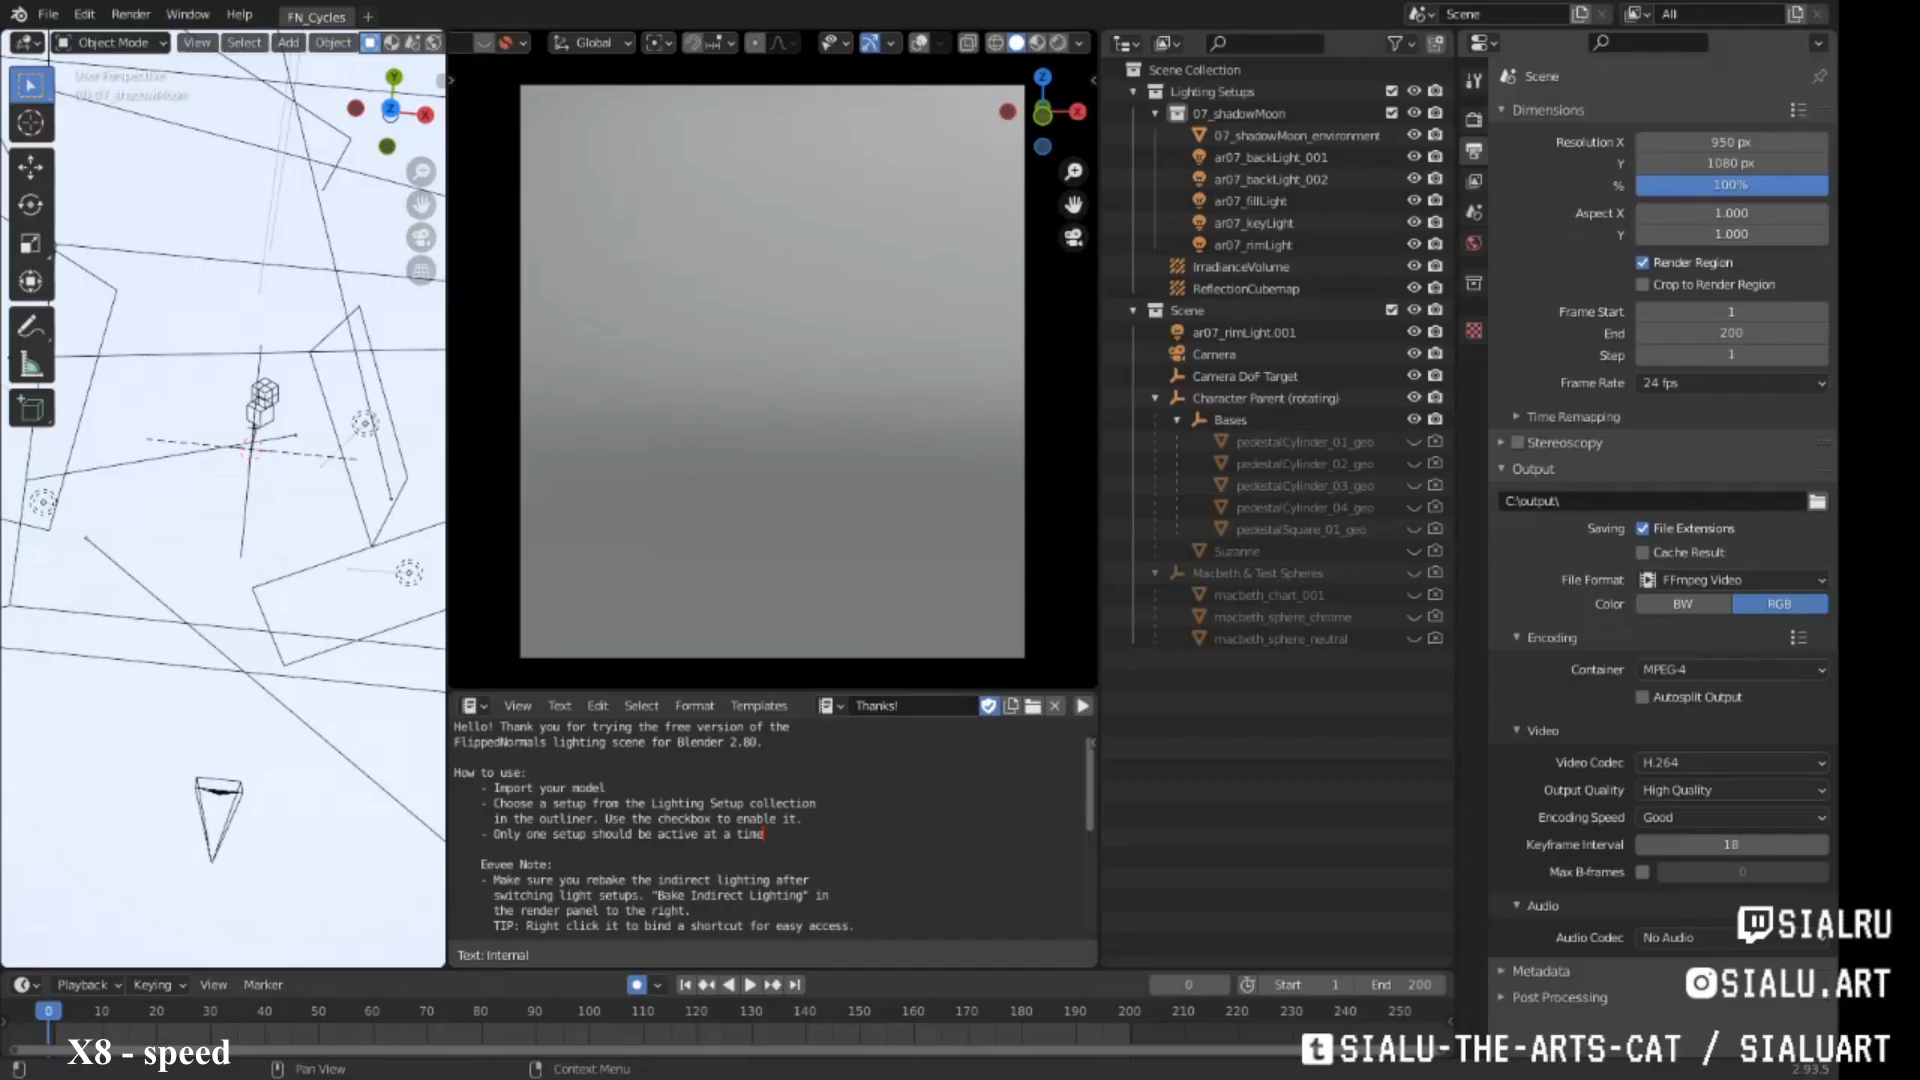 File Edit Render Window Help FN_Cycles + Scene All
Object Mode View Select Add Object Global
User Perspective
(0) 07_shadowMoon
Scene Collection
Lighting Setups
07_shadowMoon
07_shadowMoon_environment
ar07_backLight_001
ar07_backLight_002
ar07_fillLight
ar07_keyLight
ar07_rimLight
IrradianceVolume
ReflectionCubemap
Scene
ar07_rimLight.001
Camera
Camera DoF Target
Character Parent (rotating)
Bases
pedestalCylinder_01_geo
pedestalCylinder_02_geo
pedestalCylinder_03_geo
pedestalCylinder_04_geo
pedestalSquare_01_geo
Suzanne
Macbeth & Test Spheres
macbeth_chart_001
macbeth_sphere_chrome
macbeth_sphere_neutral
Scene
Dimensions
Resolution X 950 px
Y 1080 px
% 100%
Aspect X 1.000
Y 1.000
Render Region
Crop to Render Region
Frame Start 1
End 200
Step 1
Frame Rate 24 fps
Time Remapping
Stereoscopy
Output
C:\output\
Saving File Extensions
Cache Result
File Format FFmpeg Video
Color BW RGB
Encoding
Container MPEG-4
Autosplit Output
Video
Video Codec H.264
Output Quality High Quality
Encoding Speed Good
Keyframe Interval 18
Max B-frames 0
Audio
Audio Codec No Audio
Metadata
Post Processing
View Text Edit Select Format Templates Thanks!
Hello! Thank you for trying the free version of the
FlippedNormals lighting scene for Blender 2.80.
How to use:
- Import your model
- Choose a setup from the Lighting Setup collection
in the outliner. Use the checkbox to enable it.
- Only one setup should be active at a time
Eevee Note:
- Make sure you rebake the indirect lighting after
switching light setups. "Bake Indirect Lighting" in
the render panel to the right.
TIP: Right click it to bind a shortcut for easy access.
Text: Internal
Playback Keying View Marker 0 Start 1 End 200
0 10 20 30 40 50 60 70 80 90 100 110 120 130 140 150 160 170 180 190 200 210 220 230 240 250
X8 - speed
Pan View Context Menu
SIALRU
SIALU.ART
SIALU-THE-ARTS-CAT / SIALUART
2.93.5